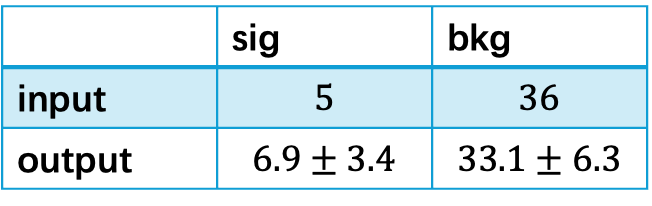 sig bkg
input 5 36
output 6.9 ± 3.4 33.1 ± 6.3